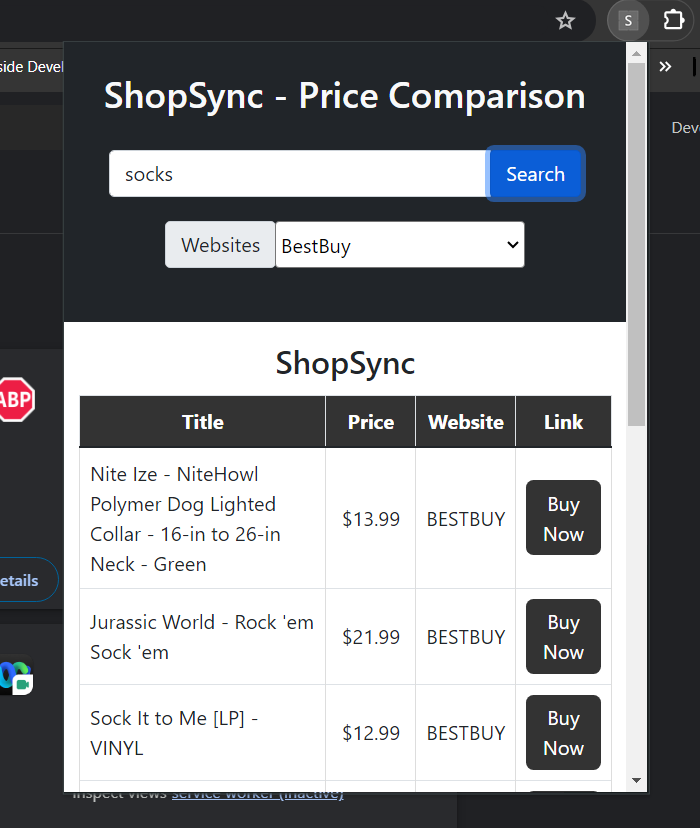 S
side Devel
ShopSync - Price Comparison
Dev
socks
Search
Websites
BestBuy
ShopSync
Title Price Website Link
ABP
Nite Ize - NiteHowl
Polymer Dog Lighted
Collar - 16-in to 26-in
Neck - Green
$13.99
BESTBUY
Buy
Now
etails
Jurassic World - Rock 'em
Sock 'em
$21.99
BESTBUY
Buy
Now
Sock It to Me [LP] -
VINYL
$12.99
BESTBUY
Buy
Now
Inspect views service worker (inactive)